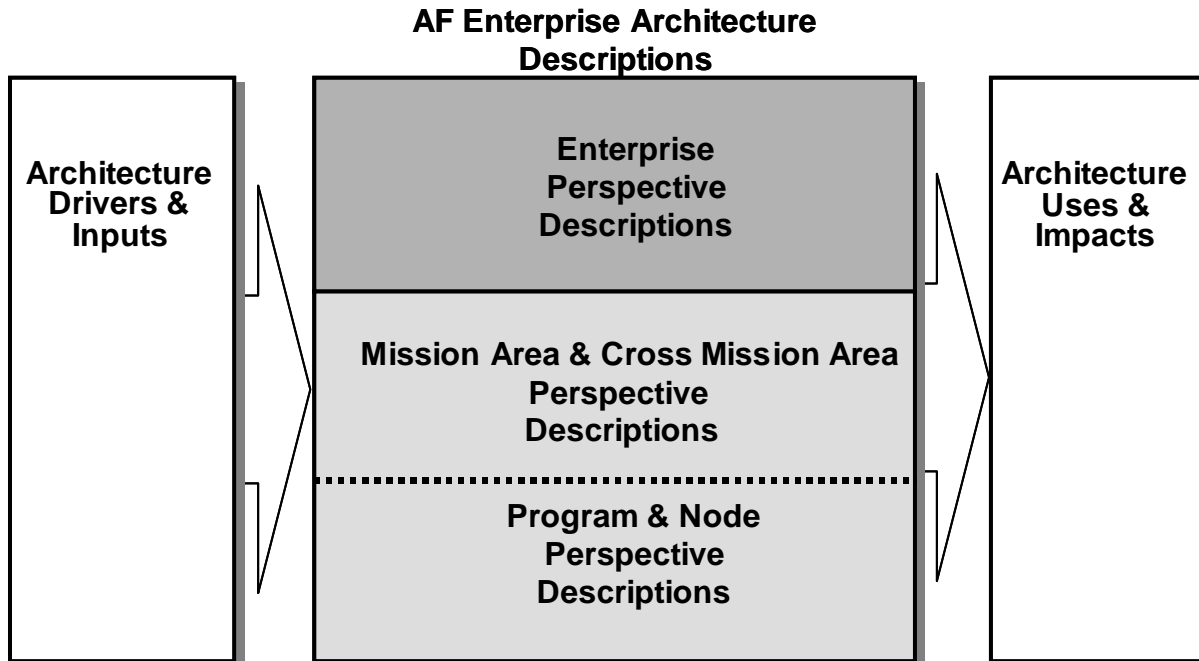 AF Enterprise Architecture
Descriptions
Architecture
Drivers &
Inputs
Enterprise
Perspective
Descriptions
Mission Area & Cross Mission Area
Perspective
Descriptions
Program & Node
Perspective
Descriptions
Architecture
Uses &
Impacts